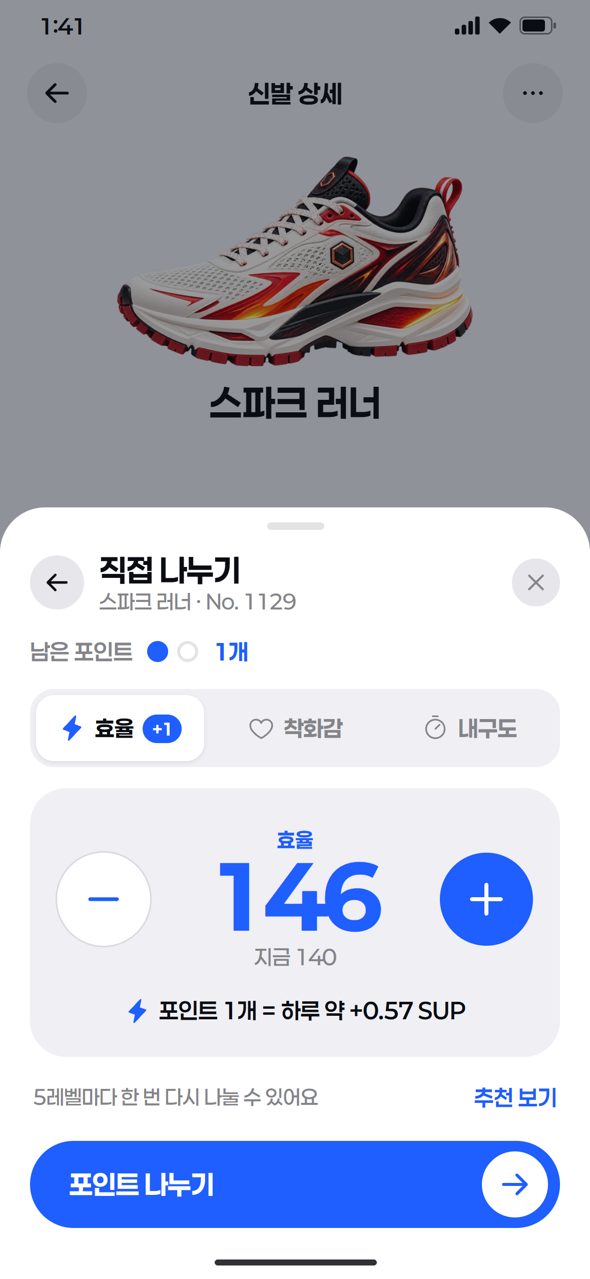 1:41
신발 상세
스파크 러너
직접 나누기
스파크 러너 · No. 1129
남은 포인트 1개
효율 +1 착화감 내구도
효율
146
지금 140
포인트 1개 = 하루 약 +0.57 SUP
5레벨마다 한 번 다시 나눌 수 있어요 추천 보기
포인트 나누기